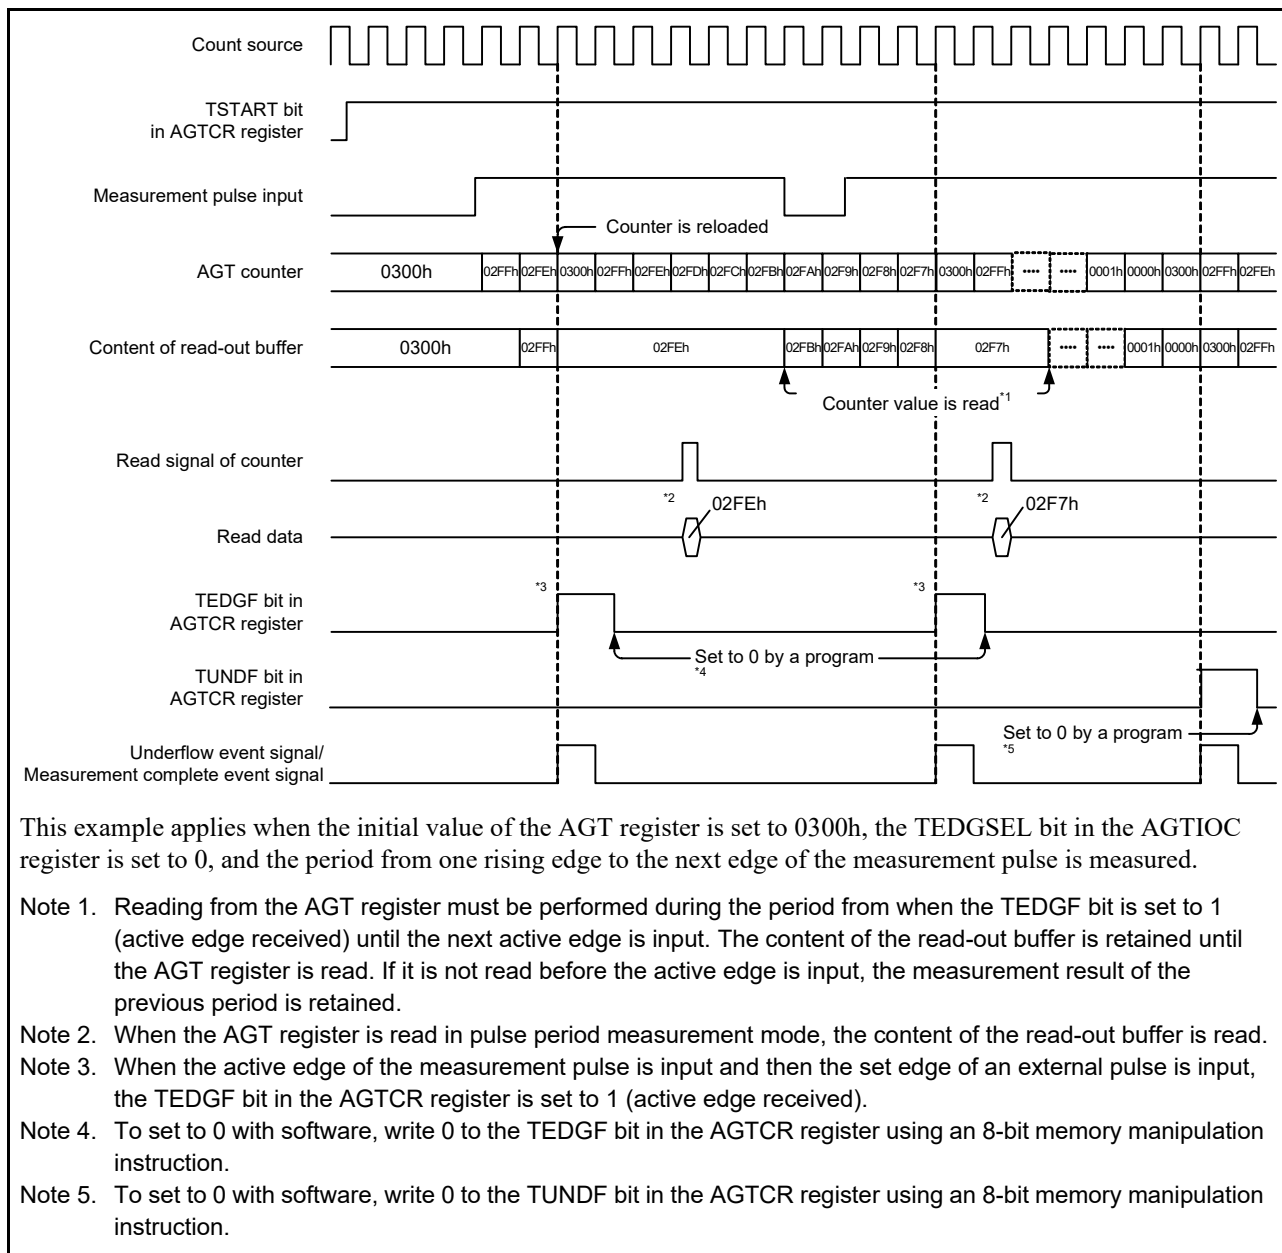 Count source
TSTART bit
in AGTCR register
Measurement pulse input
Counter is reloaded
AGT counter
0300h 02FFh 02FEh 0300h 02FFh 02FEh 02FDh 02FCh 02FBh 02FAh 02F9h 02F8h 02F7h 0300h 02FFh •••• •••• 0001h 0000h 0300h 02FFh 02FEh
Content of read-out buffer
0300h 02FFh 02FEh 02FBh 02FAh 02F9h 02F8h 02F7h •••• •••• 0001h 0000h 0300h 02FFh
Counter value is read*1
Read signal of counter
*2 02FEh *2 02F7h
Read data
*3 *3
TEDGF bit in
AGTCR register
Set to 0 by a program
*4
TUNDF bit in
AGTCR register
Set to 0 by a program
*5
Underflow event signal/
Measurement complete event signal
This example applies when the initial value of the AGT register is set to 0300h, the TEDGSEL bit in the AGTIOC
register is set to 0, and the period from one rising edge to the next edge of the measurement pulse is measured.
Note 1. Reading from the AGT register must be performed during the period from when the TEDGF bit is set to 1
(active edge received) until the next active edge is input. The content of the read-out buffer is retained until
the AGT register is read. If it is not read before the active edge is input, the measurement result of the
previous period is retained.
Note 2. When the AGT register is read in pulse period measurement mode, the content of the read-out buffer is read.
Note 3. When the active edge of the measurement pulse is input and then the set edge of an external pulse is input,
the TEDGF bit in the AGTCR register is set to 1 (active edge received).
Note 4. To set to 0 with software, write 0 to the TEDGF bit in the AGTCR register using an 8-bit memory manipulation
instruction.
Note 5. To set to 0 with software, write 0 to the TUNDF bit in the AGTCR register using an 8-bit memory manipulation
instruction.